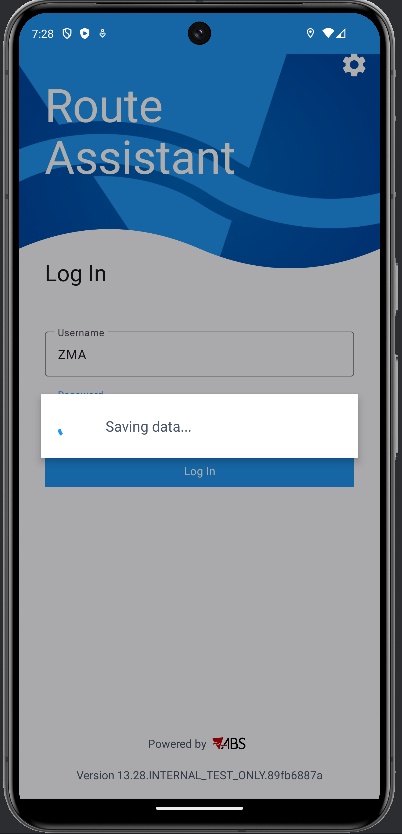 7:28
Route
Assistant
Log In
Username
ZMA
Password
Saving data...
Log In
Powered by ABS
Version 13.28.INTERNAL_TEST_ONLY.89fb6887a